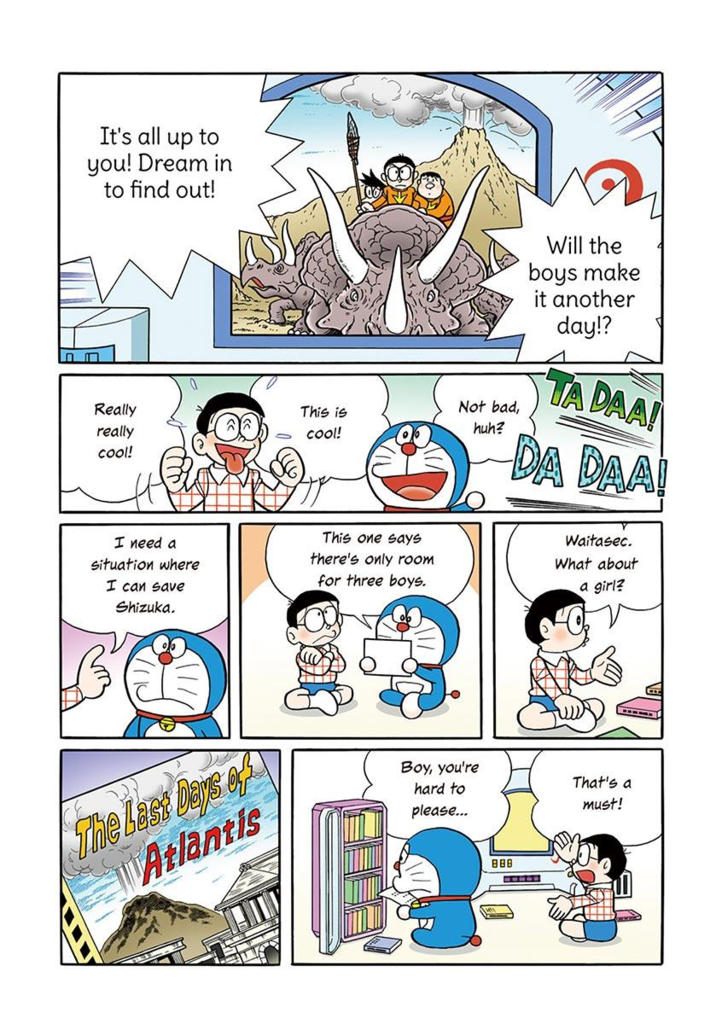 Will the
boys make
it another
day!?
It's all up to
you! Dream in
to find out!
TA DAA!
DA DAA!
Not bad,
huh?
This is
cool!
Really
really
cool!
Waitasec.
What about
a girl?
This one says
there's only room
for three boys.
I need a
situation where
I can save
Shizuka.
That's a
must!
Boy, you're
hard to
please...
The Last Days of
Atlantis